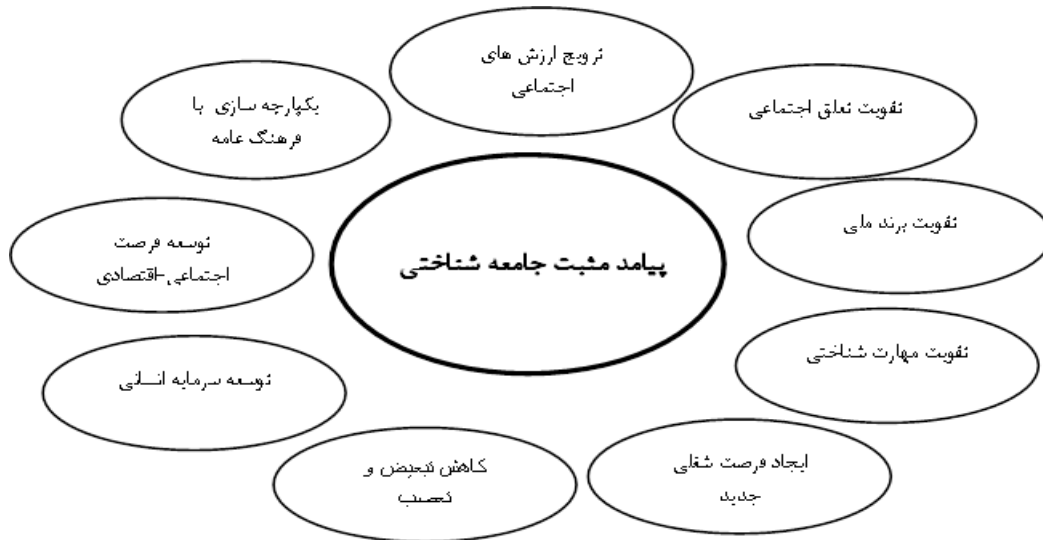 ترویج ارزش های
اجتماعی
تقویت تعلق اجتماعی
یکپارچه سازی با
فرهنگ عامه
تقویت برند ملی
توسعه فرصت
اجتماعی-اقتصادی
پیامد مثبت جامعه شناختی
تقویت مهارت شناختی
توسعه سرمایه انسانی
ایجاد فرصت شغلی
جدید
کاهش تبعیض و
تعصب